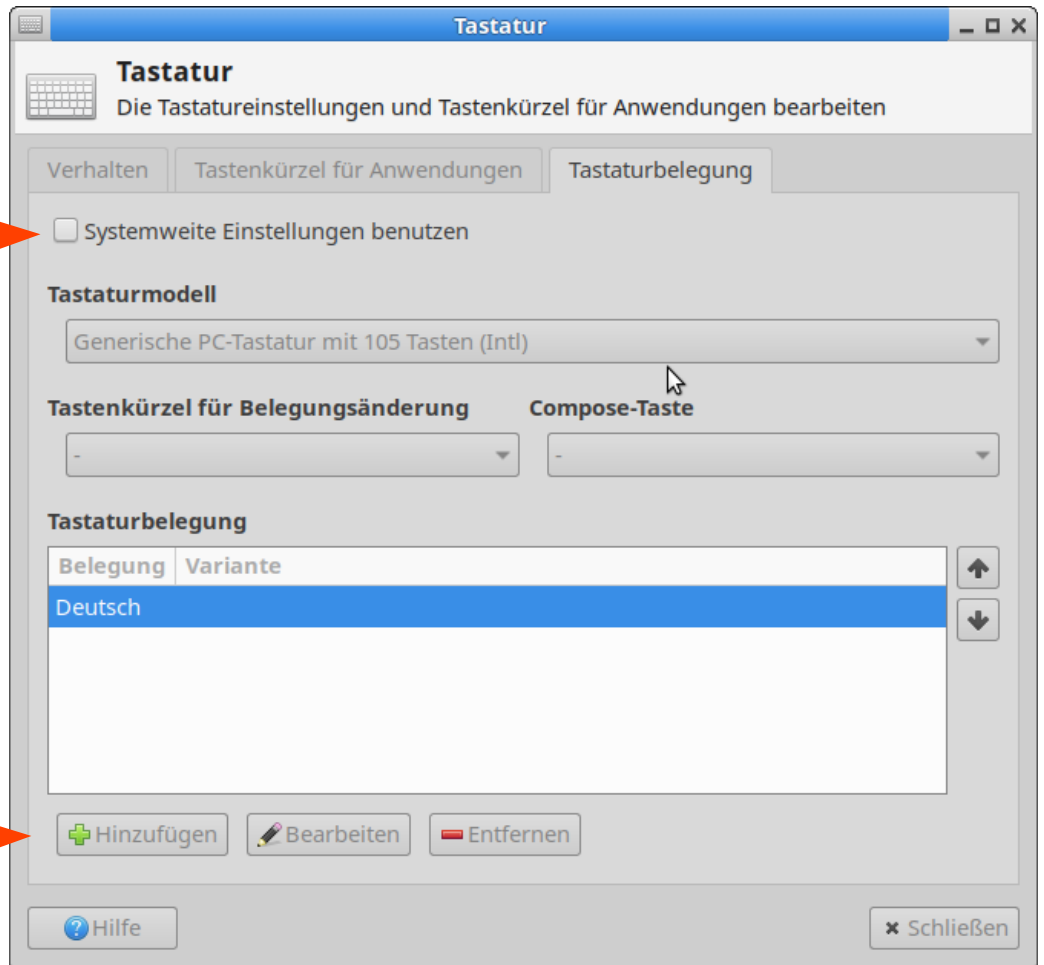 Tastatur
Tastatur
Die Tastatureinstellungen und Tastenkürzel für Anwendungen bearbeiten
Verhalten Tastenkürzel für Anwendungen Tastaturbelegung
Systemweite Einstellungen benutzen
Tastaturmodell
Generische PC-Tastatur mit 105 Tasten (Intl)
Tastenkürzel für Belegungsänderung Compose-Taste
- -
Tastaturbelegung
Belegung Variante
Deutsch
Hinzufügen Bearbeiten Entfernen
Hilfe Schließen